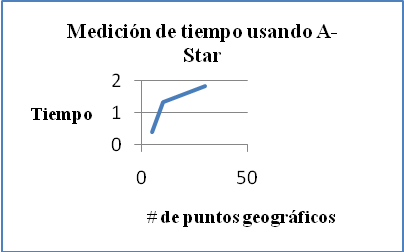 Medición de tiempo usando A-
Star
2
1
Tiempo
0
0 50
# de puntos geográficos